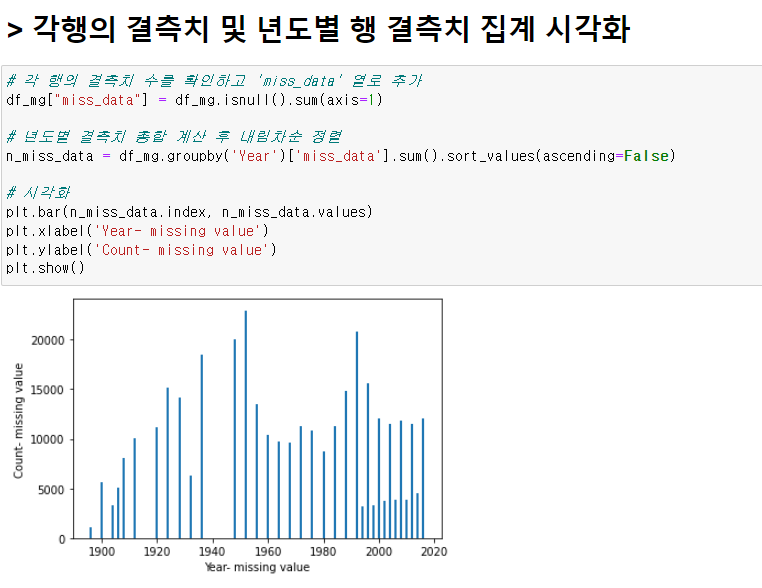 > 각행의 결측치 및 년도별 행 결측치 집계 시각화
# 각 행의 결측치 수를 확인하고 'miss_data' 열로 추가
df_mg["miss_data"] = df_mg.isnull().sum(axis=1)
# 년도별 결측치 총합 계산 후 내림차순 정렬
n_miss_data = df_mg.groupby('Year')['miss_data'].sum().sort_values(ascending=False)
# 시각화
plt.bar(n_miss_data.index, n_miss_data.values)
plt.xlabel('Year- missing value')
plt.ylabel('Count- missing value')
plt.show()
20000
15000
10000
5000
0
Count- missing value
1900 1920 1940 1960 1980 2000 2020
Year- missing value